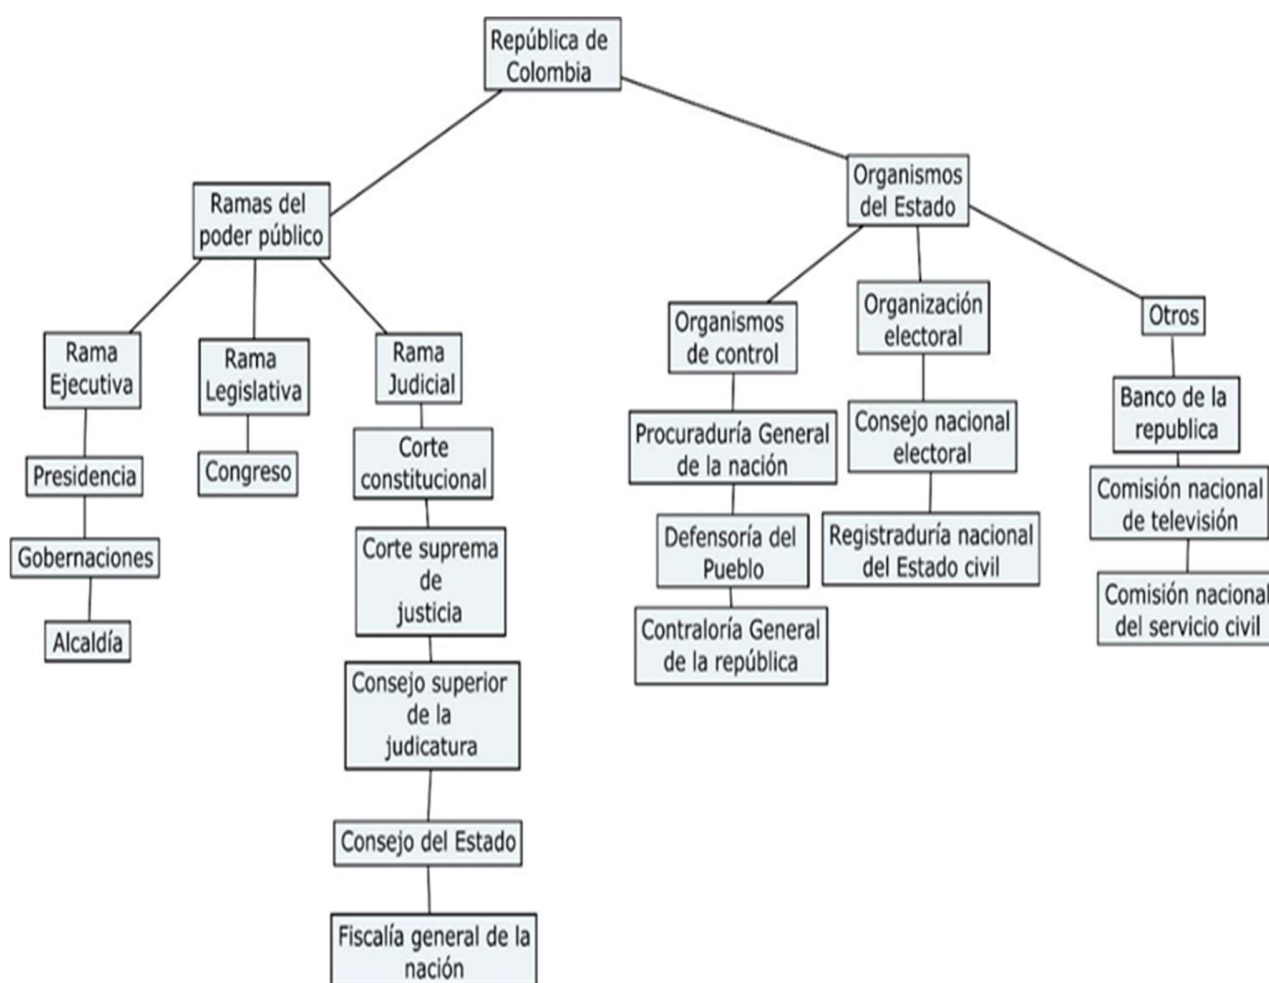 República de
Colombia
Ramas del
poder público
Organismos
del Estado
Rama
Ejecutiva
Presidencia
Gobernaciones
Alcaldía
Rama
Legislativa
Congreso
Rama
Judicial
Corte
constitucional
Corte suprema
de
justicia
Consejo superior
de la
judicatura
Consejo del Estado
Fiscalía general de la
nación
Organismos
de control
Procuraduría General
de la nación
Defensoría del
Pueblo
Contraloría General
de la república
Organización
electoral
Consejo nacional
electoral
Registraduría nacional
del Estado civil
Otros
Banco de la
republica
Comisión nacional
de televisión
Comisión nacional
del servicio civil